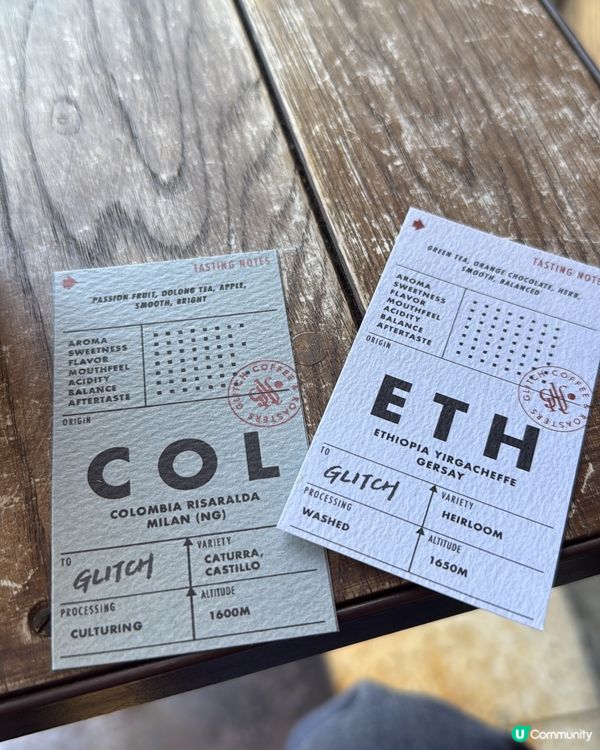 TASTING NOTES
PASSION FRUIT, OOLONG TEA, APPLE,
SMOOTH, BRIGHT
AROMA
SWEETNESS
FLAVOR
MOUTHFEEL
ACIDITY
BALANCE
AFTERTASTE
ORIGIN
GLITCH COFFEE & ROASTERS
COL
COLOMBIA RISARALDA
MILAN (NG)
TO
GLITCH
VARIETY
CATURRA,
CASTILLO
PROCESSING
CULTURING
ALTITUDE
1600M
TASTING NOTES
GREEN TEA, ORANGE CHOCOLATE, HERB,
SMOOTH, BALANCED
AROMA
SWEETNESS
FLAVOR
MOUTHFEEL
ACIDITY
BALANCE
AFTERTASTE
ORIGIN
GLITCH COFFEE & ROASTERS
ETH
ETHIOPIA YIRGACHEFFE
GERSAY
TO
GLITCH
VARIETY
HEIRLOOM
PROCESSING
WASHED
ALTITUDE
1650M
U Community